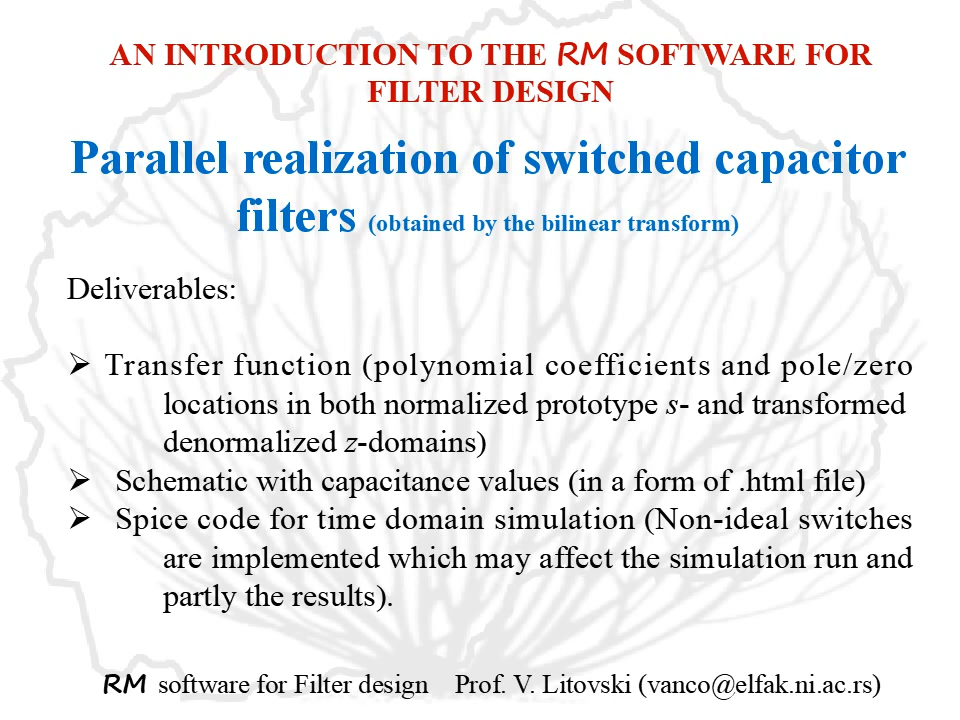 AN INTRODUCTION TO THE RM SOFTWARE FOR
FILTER DESIGN
Parallel realization of switched capacitor
filters (obtained by the bilinear transform)
Deliverables:
➢ Transfer function (polynomial coefficients and pole/zero
locations in both normalized prototype s- and transformed
denormalized z-domains)
➢ Schematic with capacitance values (in a form of .html file)
➢ Spice code for time domain simulation (Non-ideal switches
are implemented which may affect the simulation run and
partly the results).
RM software for Filter design Prof. V. Litovski (vanco@elfak.ni.ac.rs)